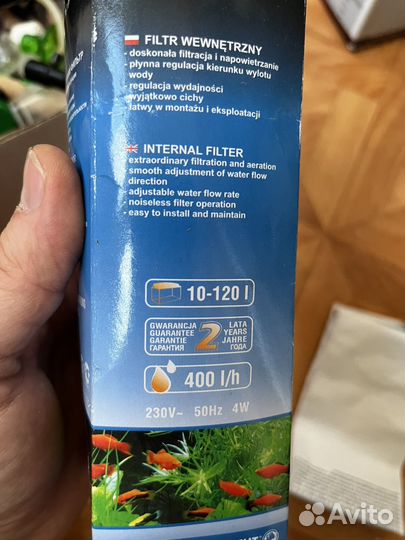 FILTR WEWNĘTRZNY
- doskonała filtracja i napowietrzanie
- płynna regulacja kierunku wylotu
wody
- regulacja wydajności
- wyjątkowo cichy
- łatwy w montażu i eksploatacji
INTERNAL FILTER
- extraordinary filtration and aeration
- smooth adjustment of water flow
direction
- adjustable water flow rate
- noiseless filter operation
- easy to install and maintain
10-120 l
GWARANCJA
GUARANTEE
GARANTIE
ГАРАНТИЯ
2
LATA
YEARS
JAHRE
ГОДА
400 l/h
230V~ 50Hz 4W
Avito